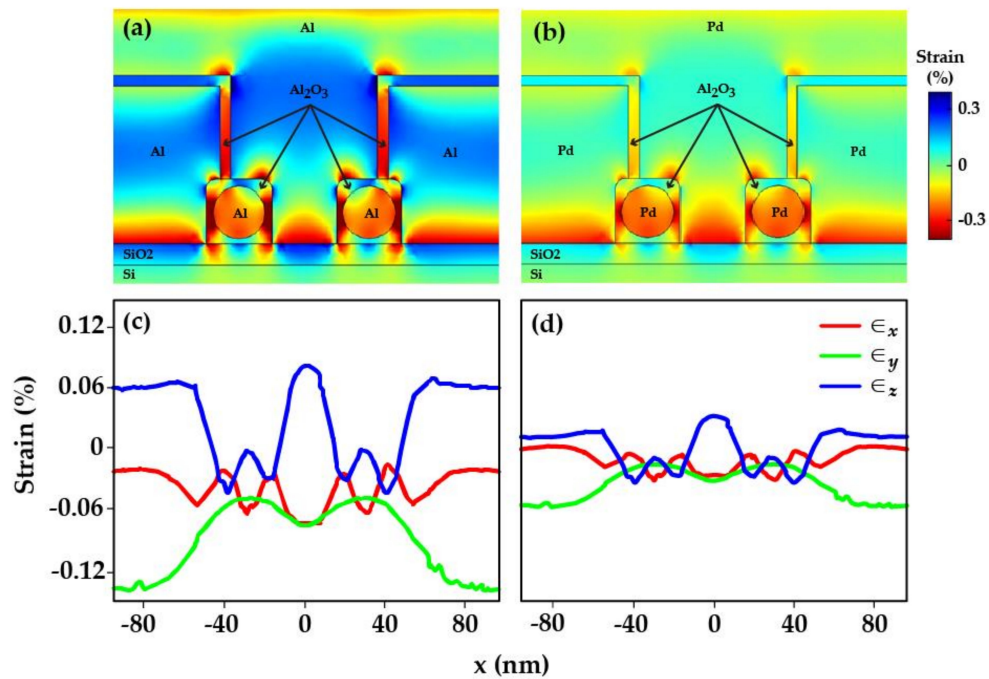 (a)
Al
Al₂O₃
Al
Al
Al
Al
SiO2
Si
(b)
Pd
Al₂O₃
Pd
Pd
Pd
Pd
SiO2
Si
Strain
(%)
0.3
0
-0.3
(c)
0.12
0.06
0
-0.06
-0.12
Strain (%)
-80
-40
0
40
80
(d)
∈x
∈y
∈z
-80
-40
0
40
80
x (nm)